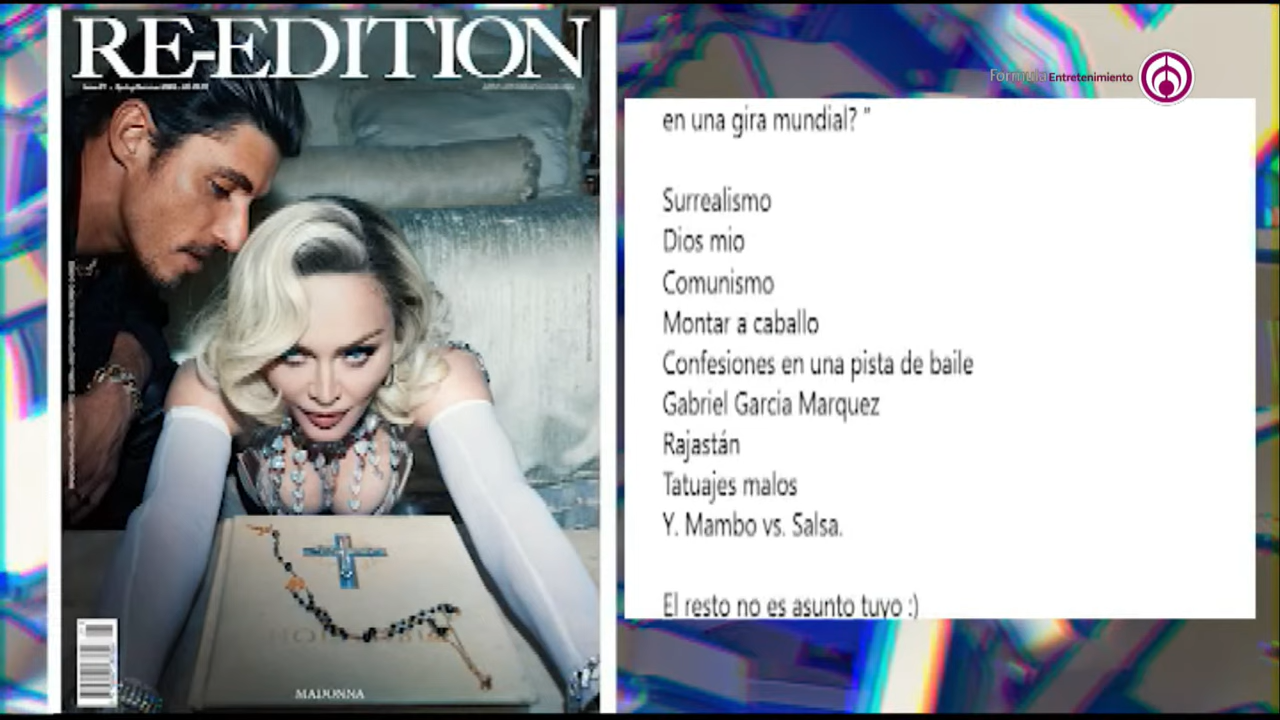 RE-EDITION
MADONNA
Fórmula Entretenimiento
en una gira mundial? "
Surrealismo
Dios mio
Comunismo
Montar a caballo
Confesiones en una pista de baile
Gabriel Garcia Marquez
Rajastán
Tatuajes malos
Y. Mambo vs. Salsa.
El resto no es asunto tuyo :)